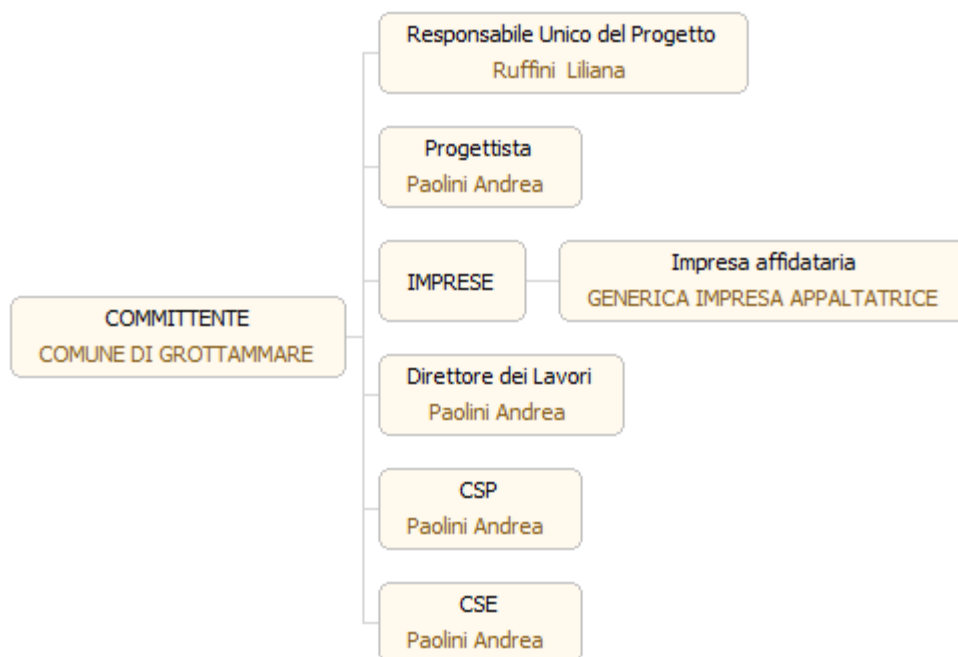 Responsabile Unico del Progetto
Ruffini Liliana
Progettista
Paolini Andrea
IMPRESE
Impresa affidataria
GENERICA IMPRESA APPALTATRICE
COMMITTENTE
COMUNE DI GROTTAMMARE
Direttore dei Lavori
Paolini Andrea
CSP
Paolini Andrea
CSE
Paolini Andrea